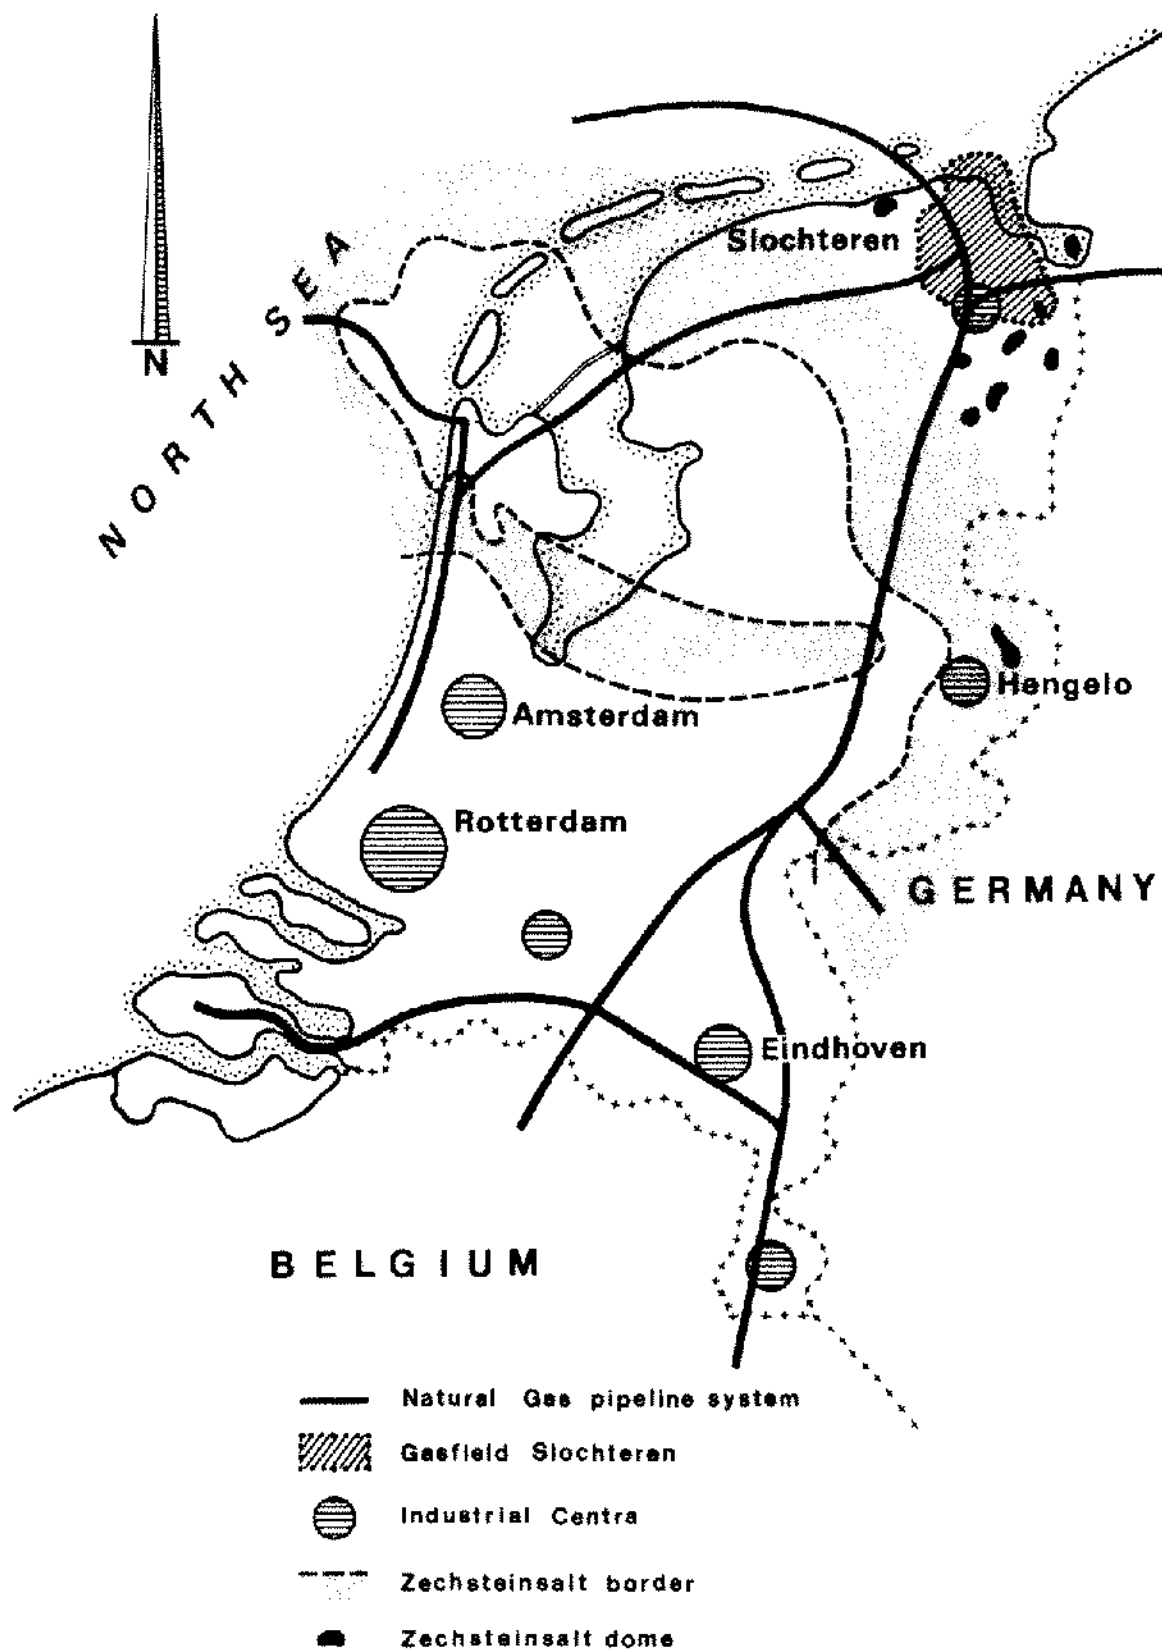 N
NORTH SEA
Slochteren
Hengelo
Amsterdam
Rotterdam
GERMANY
Eindhoven
BELGIUM
Natural Gas pipeline system
Gasfield Slochteren
Industrial Centra
Zechsteinsalt border
Zechsteinsalt dome